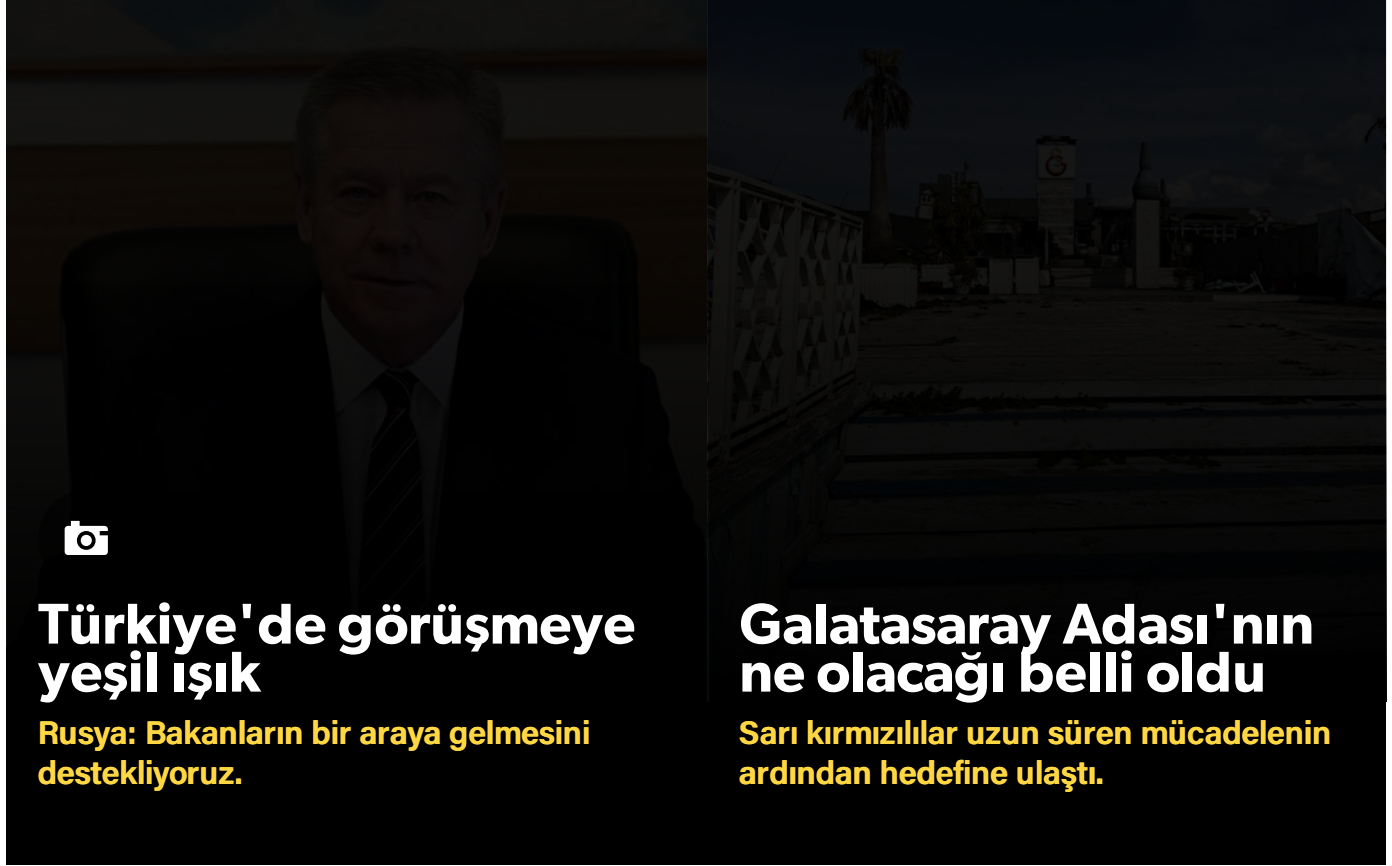 Türkiye'de görüşmeye
yeşil ışık
Rusya: Bakanların bir araya gelmesini
destekliyoruz.
Galatasaray Adası'nın
ne olacağı belli oldu
Sarı kırmızılılar uzun süren mücadelenin
ardından hedefine ulaştı.